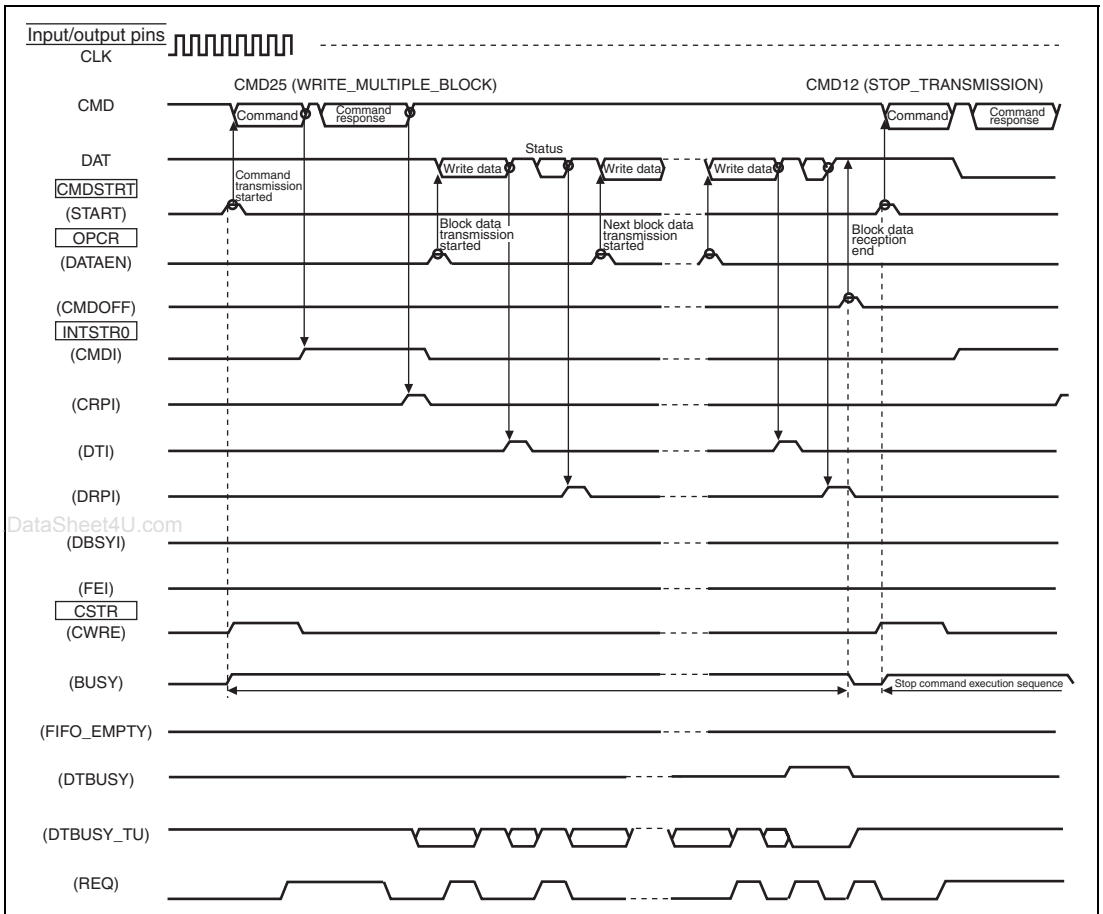 Input/output pins
CLK
CMD25 (WRITE_MULTIPLE_BLOCK)
CMD12 (STOP_TRANSMISSION)
CMD
Command
Command
response
Command
Command
response
DAT
Status
Write data
Write data
Write data
CMDSTRT
Command
transmission
started
(START)
OPCR
Block data
transmission
started
Next block data
transmission
started
Block data
reception
end
(DATAEN)
(CMDOFF)
INTSTR0
(CMDI)
(CRPI)
(DTI)
(DRPI)
DataSheet4U.com
(DBSYI)
(FEI)
CSTR
(CWRE)
(BUSY)
Stop command execution sequence
(FIFO_EMPTY)
(DTBUSY)
(DTBUSY_TU)
(REQ)